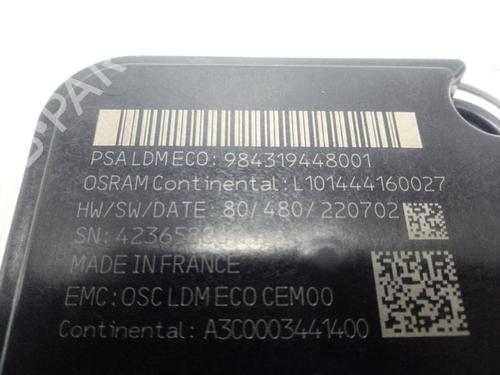 PSA LDM ECO: 984319448001
OSRAM Continental: L101444160027
HW/SW/DATE: 80/480/220702
SN:
MADE IN FRANCE
EMC: OSC LDM ECO CEM00
Continental: A3C0003441400